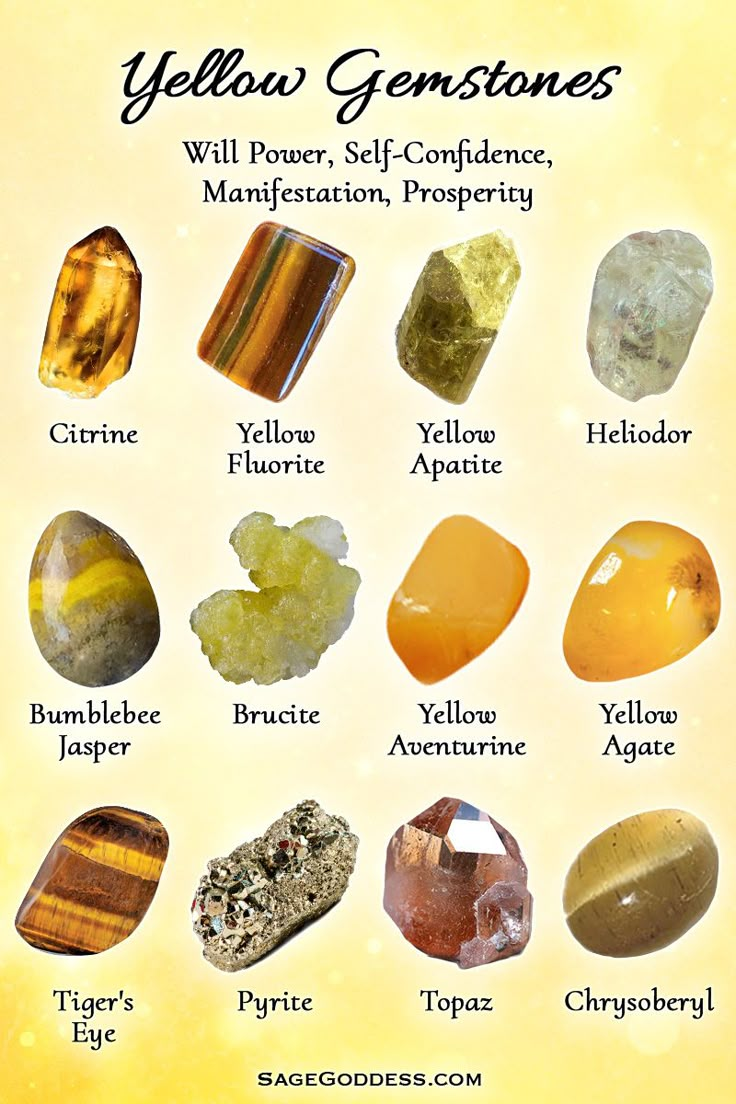 Yellow Gemstones
Will Power, Self-Confidence,
Manifestation, Prosperity
Citrine
Yellow
Fluorite
Yellow
Apatite
Heliodor
Bumblebee
Jasper
Brucite
Yellow
Aventurine
Yellow
Agate
Tiger's
Eye
Pyrite
Topaz
Chrysoberyl
SAGEGODDESS.COM